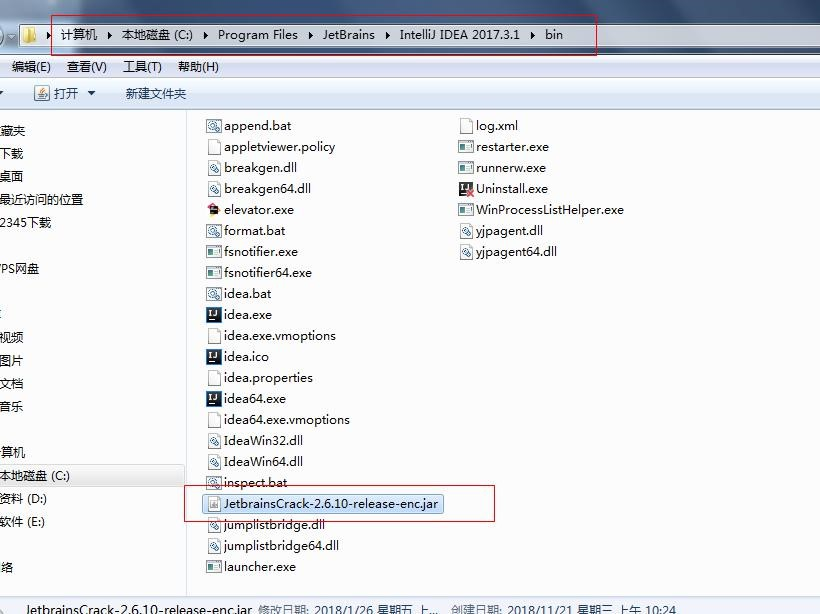 计算机 本地磁盘 (C:) Program Files JetBrains IntelliJ IDEA 2017.3.1 bin
编辑(E) 查看(V) 工具(T) 帮助(H)
打开 新建文件夹
藏夹
下载
桌面
最近访问的位置
2345下载
PS网盘
视频
图片
文档
音乐
算机
本地磁盘 (C:)
资料 (D:)
软件 (E:)
络
append.bat
appletviewer.policy
breakgen.dll
breakgen64.dll
elevator.exe
format.bat
fsnotifier.exe
fsnotifier64.exe
idea.bat
idea.exe
idea.exe.vmoptions
idea.ico
idea.properties
idea64.exe
idea64.exe.vmoptions
IdeaWin32.dll
IdeaWin64.dll
inspect.bat
JetbrainsCrack-2.6.10-release-enc.jar
jumplistbridge.dll
jumplistbridge64.dll
launcher.exe
log.xml
restarter.exe
runnerw.exe
Uninstall.exe
WinProcessListHelper.exe
yjpagent.dll
yjpagent64.dll
JetbrainsCrack-2.6.10-release-enc.jar 修改日期: 2018/1/26 星期五 上... 创建日期: 2018/11/21 星期三 上午 10:24